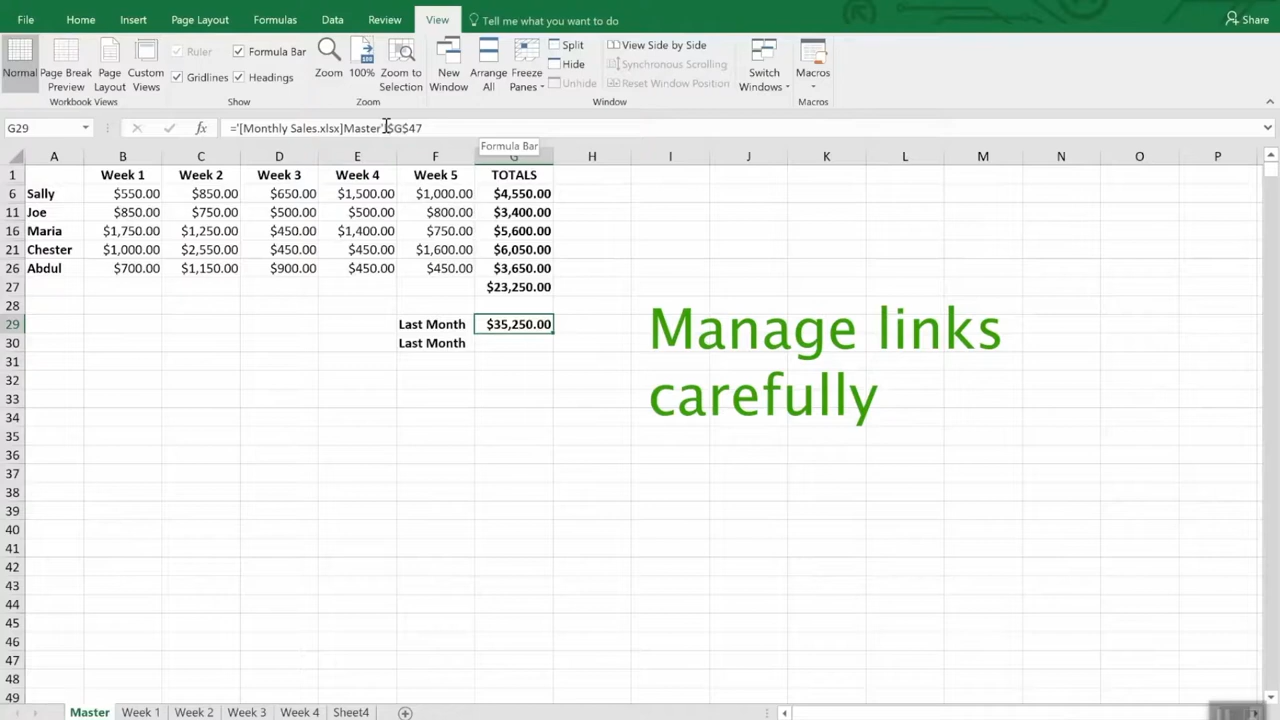 File Home Insert Page Layout Formulas Data Review View Tell me what you want to do Share
Normal Page Break Preview Page Layout Custom Views
Ruler Formula Bar
Gridlines Headings
Zoom 100% Zoom to Selection
New Window Arrange All Freeze Panes
Split View Side by Side
Hide Synchronous Scrolling
Unhide Reset Window Position
Switch Windows Macros
Workbook Views Show Zoom Window Macros
G29 fx ='[Monthly Sales.xlsx]Master'!$G$47
Formula Bar
A B C D E F G H I J K L M N O P
1 Week 1 Week 2 Week 3 Week 4 Week 5 TOTALS
6 Sally $550.00 $850.00 $650.00 $1,500.00 $1,000.00 $4,550.00
11 Joe $850.00 $750.00 $500.00 $500.00 $800.00 $3,400.00
16 Maria $1,750.00 $1,250.00 $450.00 $1,400.00 $750.00 $5,600.00
21 Chester $1,000.00 $2,550.00 $450.00 $450.00 $1,600.00 $6,050.00
26 Abdul $700.00 $1,150.00 $900.00 $450.00 $450.00 $3,650.00
27 $23,250.00
28
29 Last Month $35,250.00
30 Last Month
Manage links
carefully
31
32
33
34
35
36
37
38
39
40
41
42
43
44
45
46
47
48
49
Master Week 1 Week 2 Week 3 Week 4 Sheet4